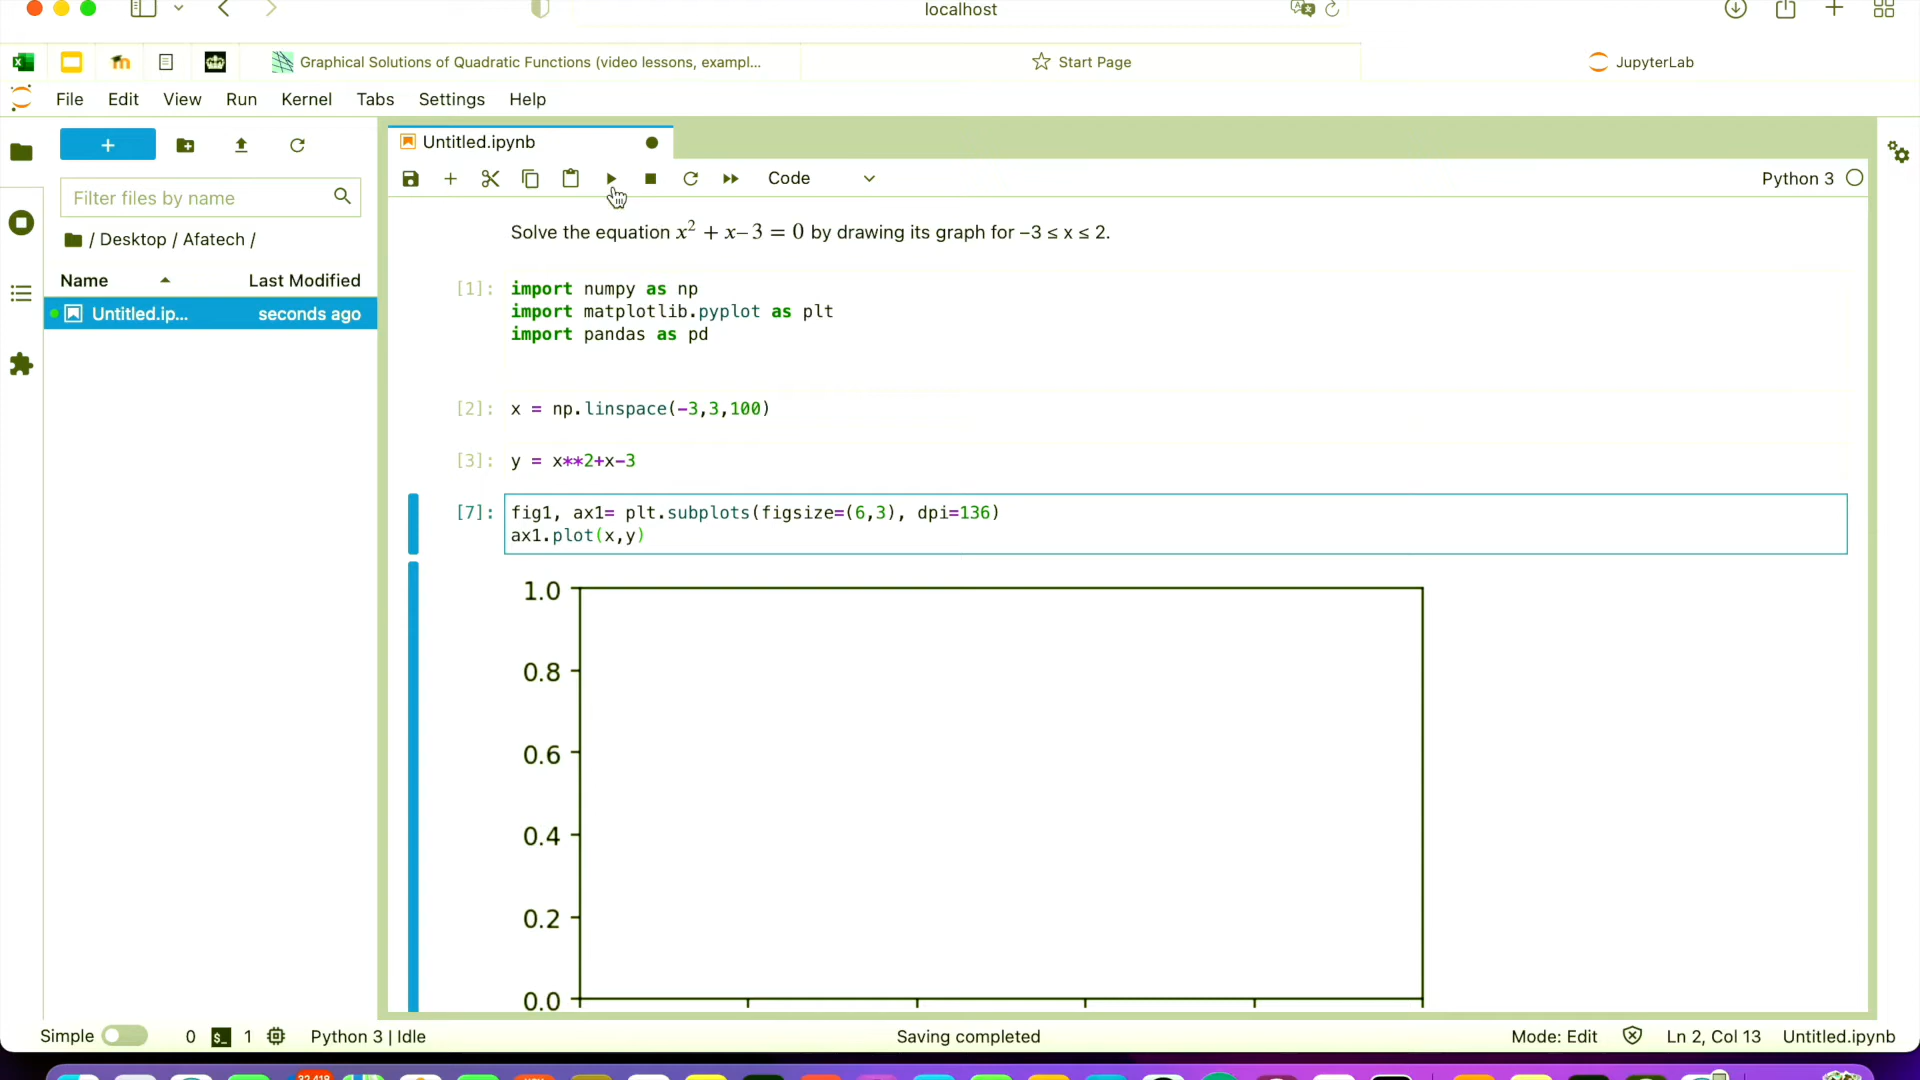 localhost
Graphical Solutions of Quadratic Functions (video lessons, exampl...
Start Page
JupyterLab
File Edit View Run Kernel Tabs Settings Help
+
Untitled.ipynb
Code
Python 3
Filter files by name
/ Desktop / Afatech /
Name Last Modified
Untitled.ip... seconds ago
Solve the equation x² + x– 3 = 0 by drawing its graph for –3 ≤ x ≤ 2.
[1]: import numpy as np
import matplotlib.pyplot as plt
import pandas as pd
[2]: x = np.linspace(-3,3,100)
[3]: y = x**2+x-3
[7]: fig1, ax1= plt.subplots(figsize=(6,3), dpi=136)
ax1.plot(x,y)
1.0
0.8
0.6
0.4
0.2
0.0
Simple 0 $_ 1 Python 3 | Idle Saving completed Mode: Edit Ln 2, Col 13 Untitled.ipynb
32,418